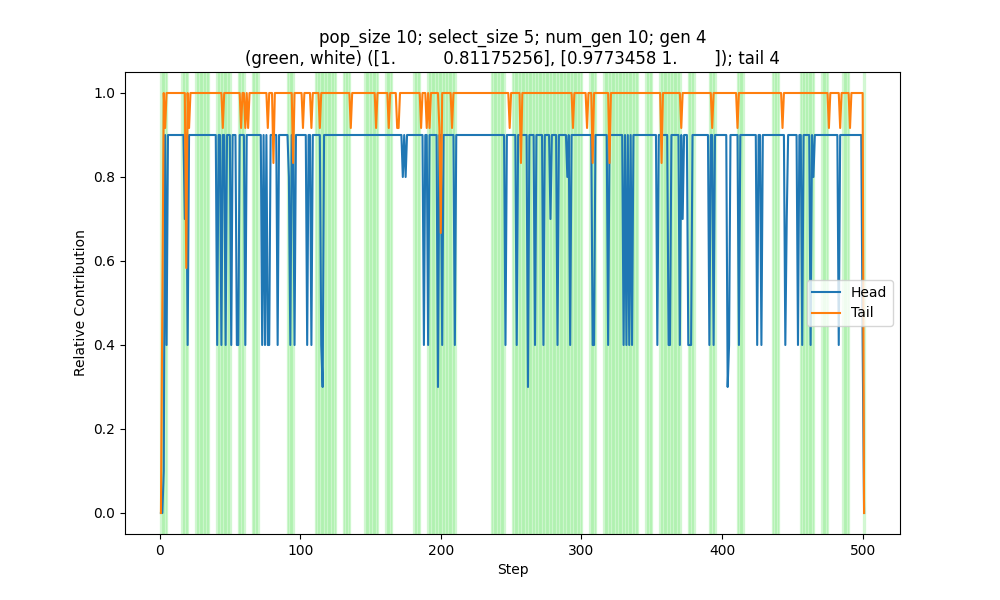 pop_size 10; select_size 5; num_gen 10; gen 4
(green, white) ([1. 0.81175256], [0.9773458 1. ]); tail 4
1.0
0.8
0.6
0.4
0.2
0.0
Relative Contribution
Head
Tail
0
100
200
300
400
500
Step